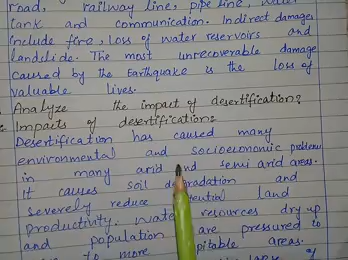 road, railway line, pipe line, water
tank and communication. Indirect damages
include fire, loss of water reservoirs and
landslide. The most unrecoverable damage
caused by the Earthquake is the loss of
valuable lives.
Analyze the impact of desertification?
Impacts of desertification:
Desertification has caused many
environmental and socioeconomic problems
in many arid and semi arid areas.
It causes soil degradation and
severely reduce land
productivity. Water resources dry up
and population are pressured to
to more areas.
of